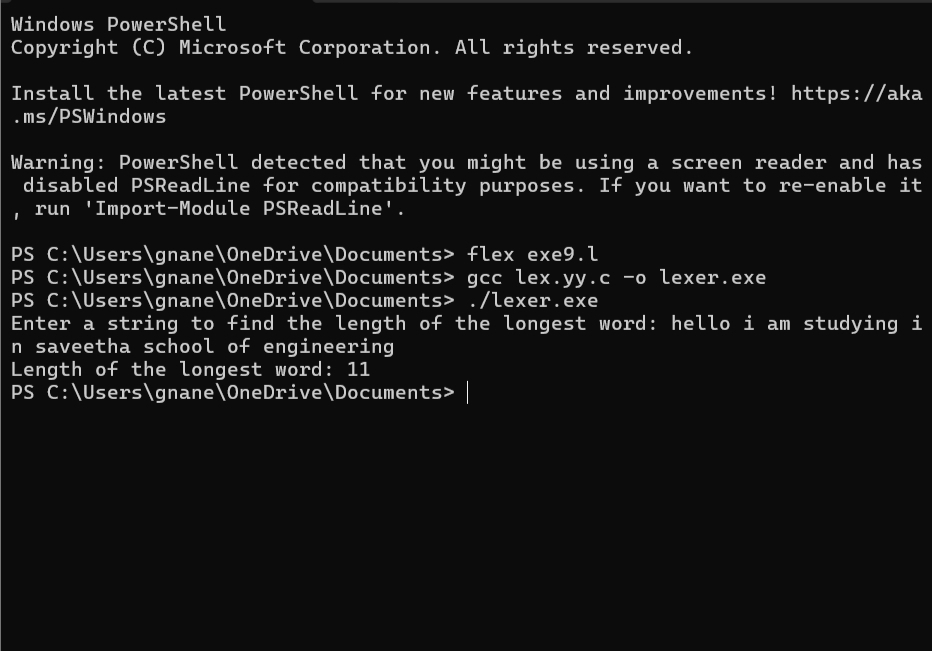 Windows PowerShell
Copyright (C) Microsoft Corporation. All rights reserved.
Install the latest PowerShell for new features and improvements! https://aka
.ms/PSWindows
Warning: PowerShell detected that you might be using a screen reader and has
 disabled PSReadLine for compatibility purposes. If you want to re-enable it
, run 'Import-Module PSReadLine'.
PS C:\Users\gnane\OneDrive\Documents> flex exe9.l
PS C:\Users\gnane\OneDrive\Documents> gcc lex.yy.c -o lexer.exe
PS C:\Users\gnane\OneDrive\Documents> ./lexer.exe
Enter a string to find the length of the longest word: hello i am studying i
n saveetha school of engineering
Length of the longest word: 11
PS C:\Users\gnane\OneDrive\Documents>